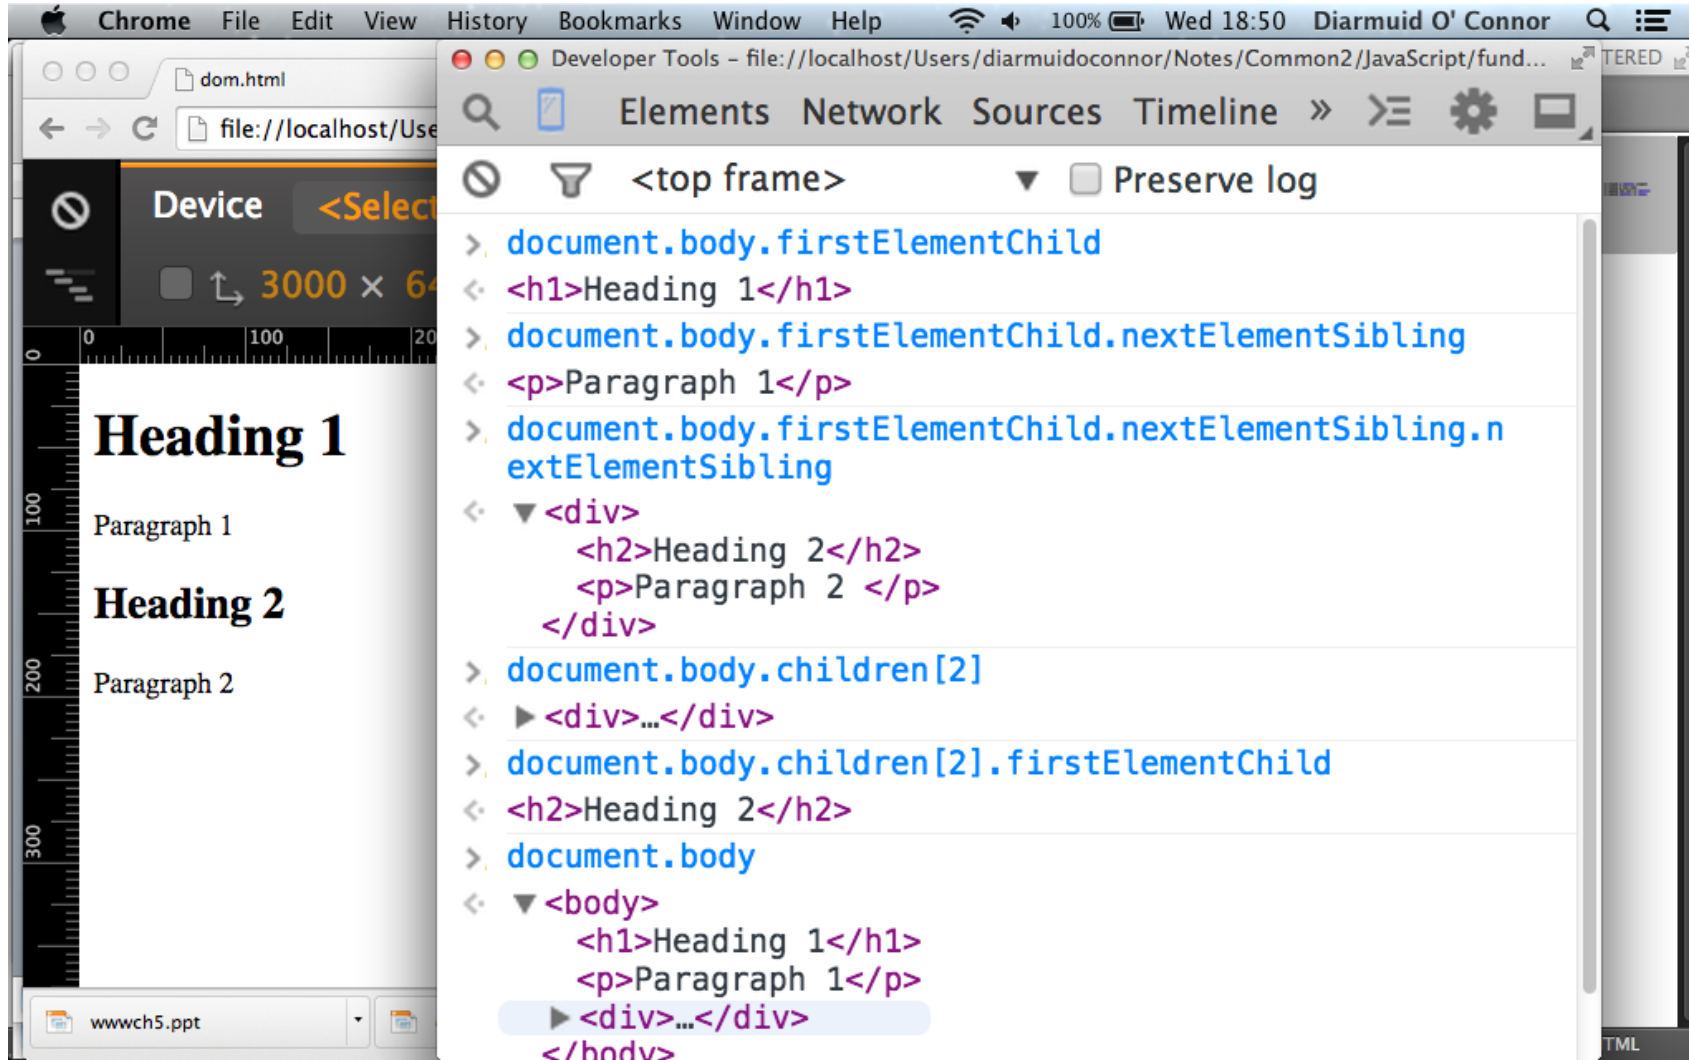 Chrome File Edit View History Bookmarks Window Help 100% Wed 18:50 Diarmuid O' Connor
dom.html
Developer Tools - file://localhost/Users/diarmuidoconnor/Notes/Common2/JavaScript/fund...
TERED
file://localhost/Use
Elements Network Sources Timeline »
<top frame> Preserve log
Device <Select
3000 × 64
0 100 20
0
100
200
300
Heading 1
Paragraph 1
Heading 2
Paragraph 2
> document.body.firstElementChild
<h1>Heading 1</h1>
> document.body.firstElementChild.nextElementSibling
<p>Paragraph 1</p>
> document.body.firstElementChild.nextElementSibling.n
extElementSibling
▼<div>
<h2>Heading 2</h2>
<p>Paragraph 2 </p>
</div>
> document.body.children[2]
▶<div>…</div>
> document.body.children[2].firstElementChild
<h2>Heading 2</h2>
> document.body
▼<body>
<h1>Heading 1</h1>
<p>Paragraph 1</p>
▶<div>…</div>
</body>
wwwch5.ppt
TML